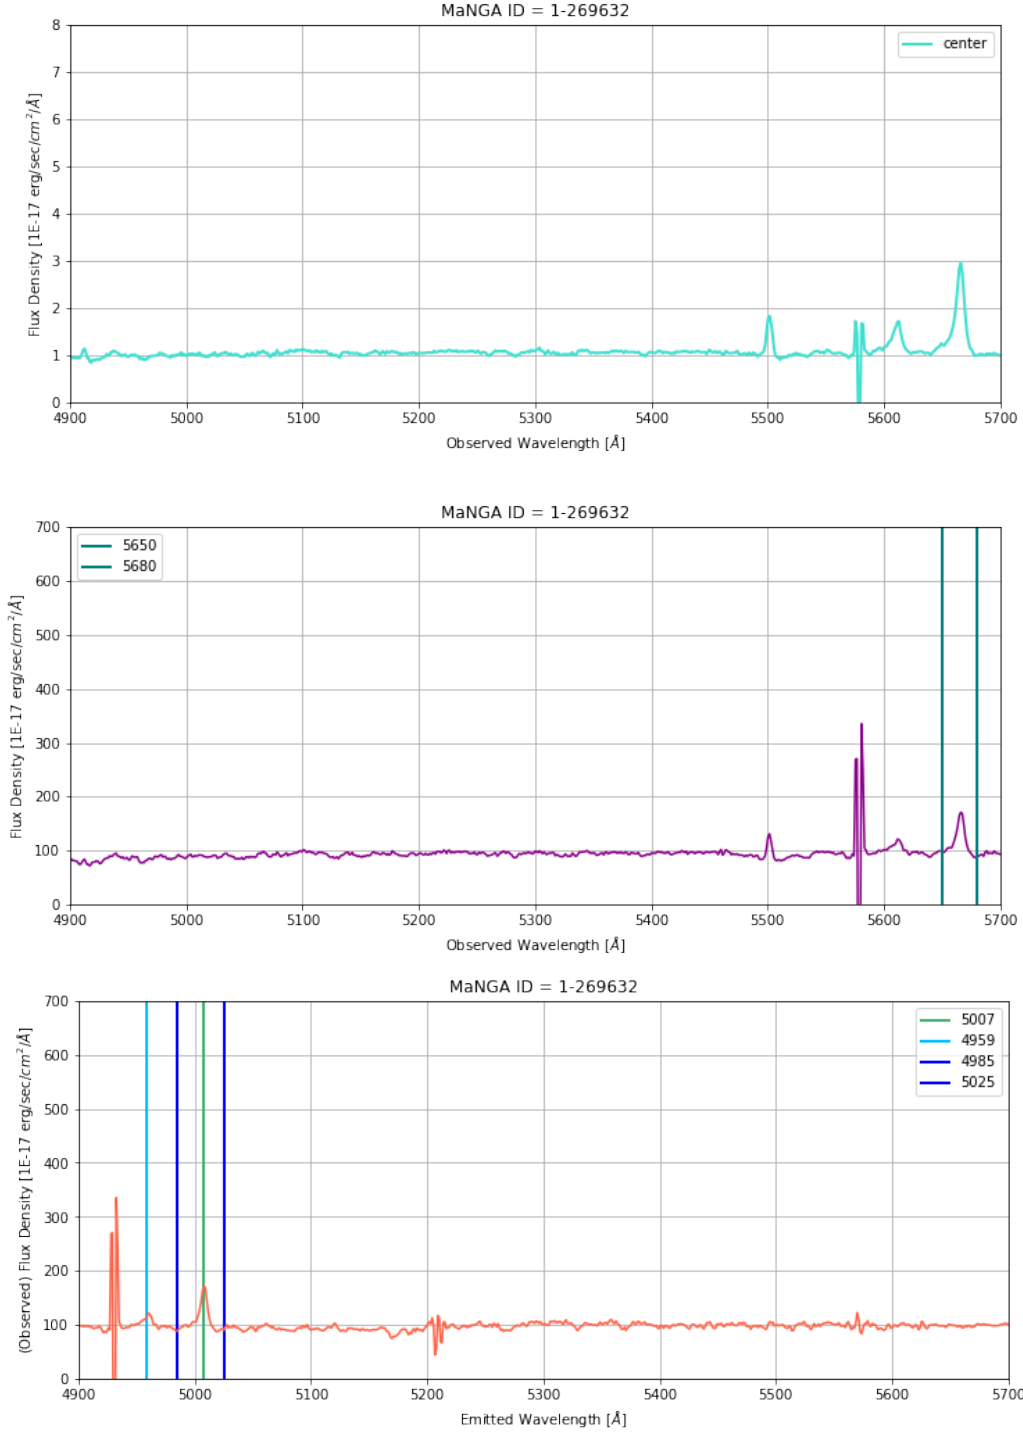 MaNGA ID = 1-269632
center
Flux Density [1E-17 erg/sec/cm²/Å]
8
7
6
5
4
3
2
1
0
4900 5000 5100 5200 5300 5400 5500 5600 5700
Observed Wavelength [Å]
MaNGA ID = 1-269632
5650
5680
Flux Density [1E-17 erg/sec/cm²/Å]
700
600
500
400
300
200
100
0
4900 5000 5100 5200 5300 5400 5500 5600 5700
Observed Wavelength [Å]
MaNGA ID = 1-269632
5007
4959
4985
5025
(Observed) Flux Density [1E-17 erg/sec/cm²/Å]
700
600
500
400
300
200
100
0
4900 5000 5100 5200 5300 5400 5500 5600 5700
Emitted Wavelength [Å]